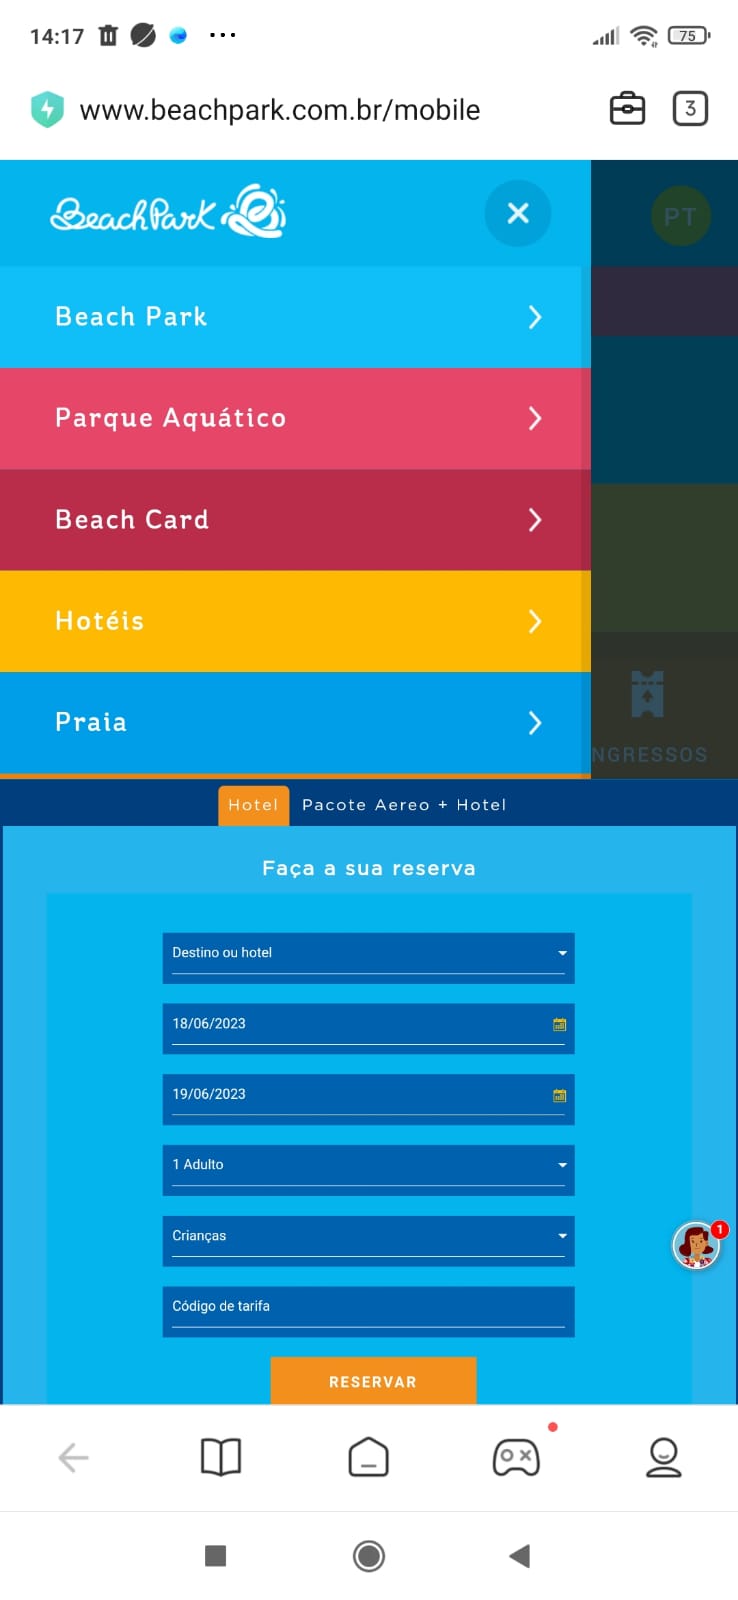 14:17
75
www.beachpark.com.br/mobile
3
BeachPark
PT
Beach Park
Parque Aquático
Beach Card
Hotéis
Praia
NGRESSOS
Hotel Pacote Aereo + Hotel
Faça a sua reserva
Destino ou hotel
18/06/2023
19/06/2023
1 Adulto
Crianças
1
Código de tarifa
RESERVAR